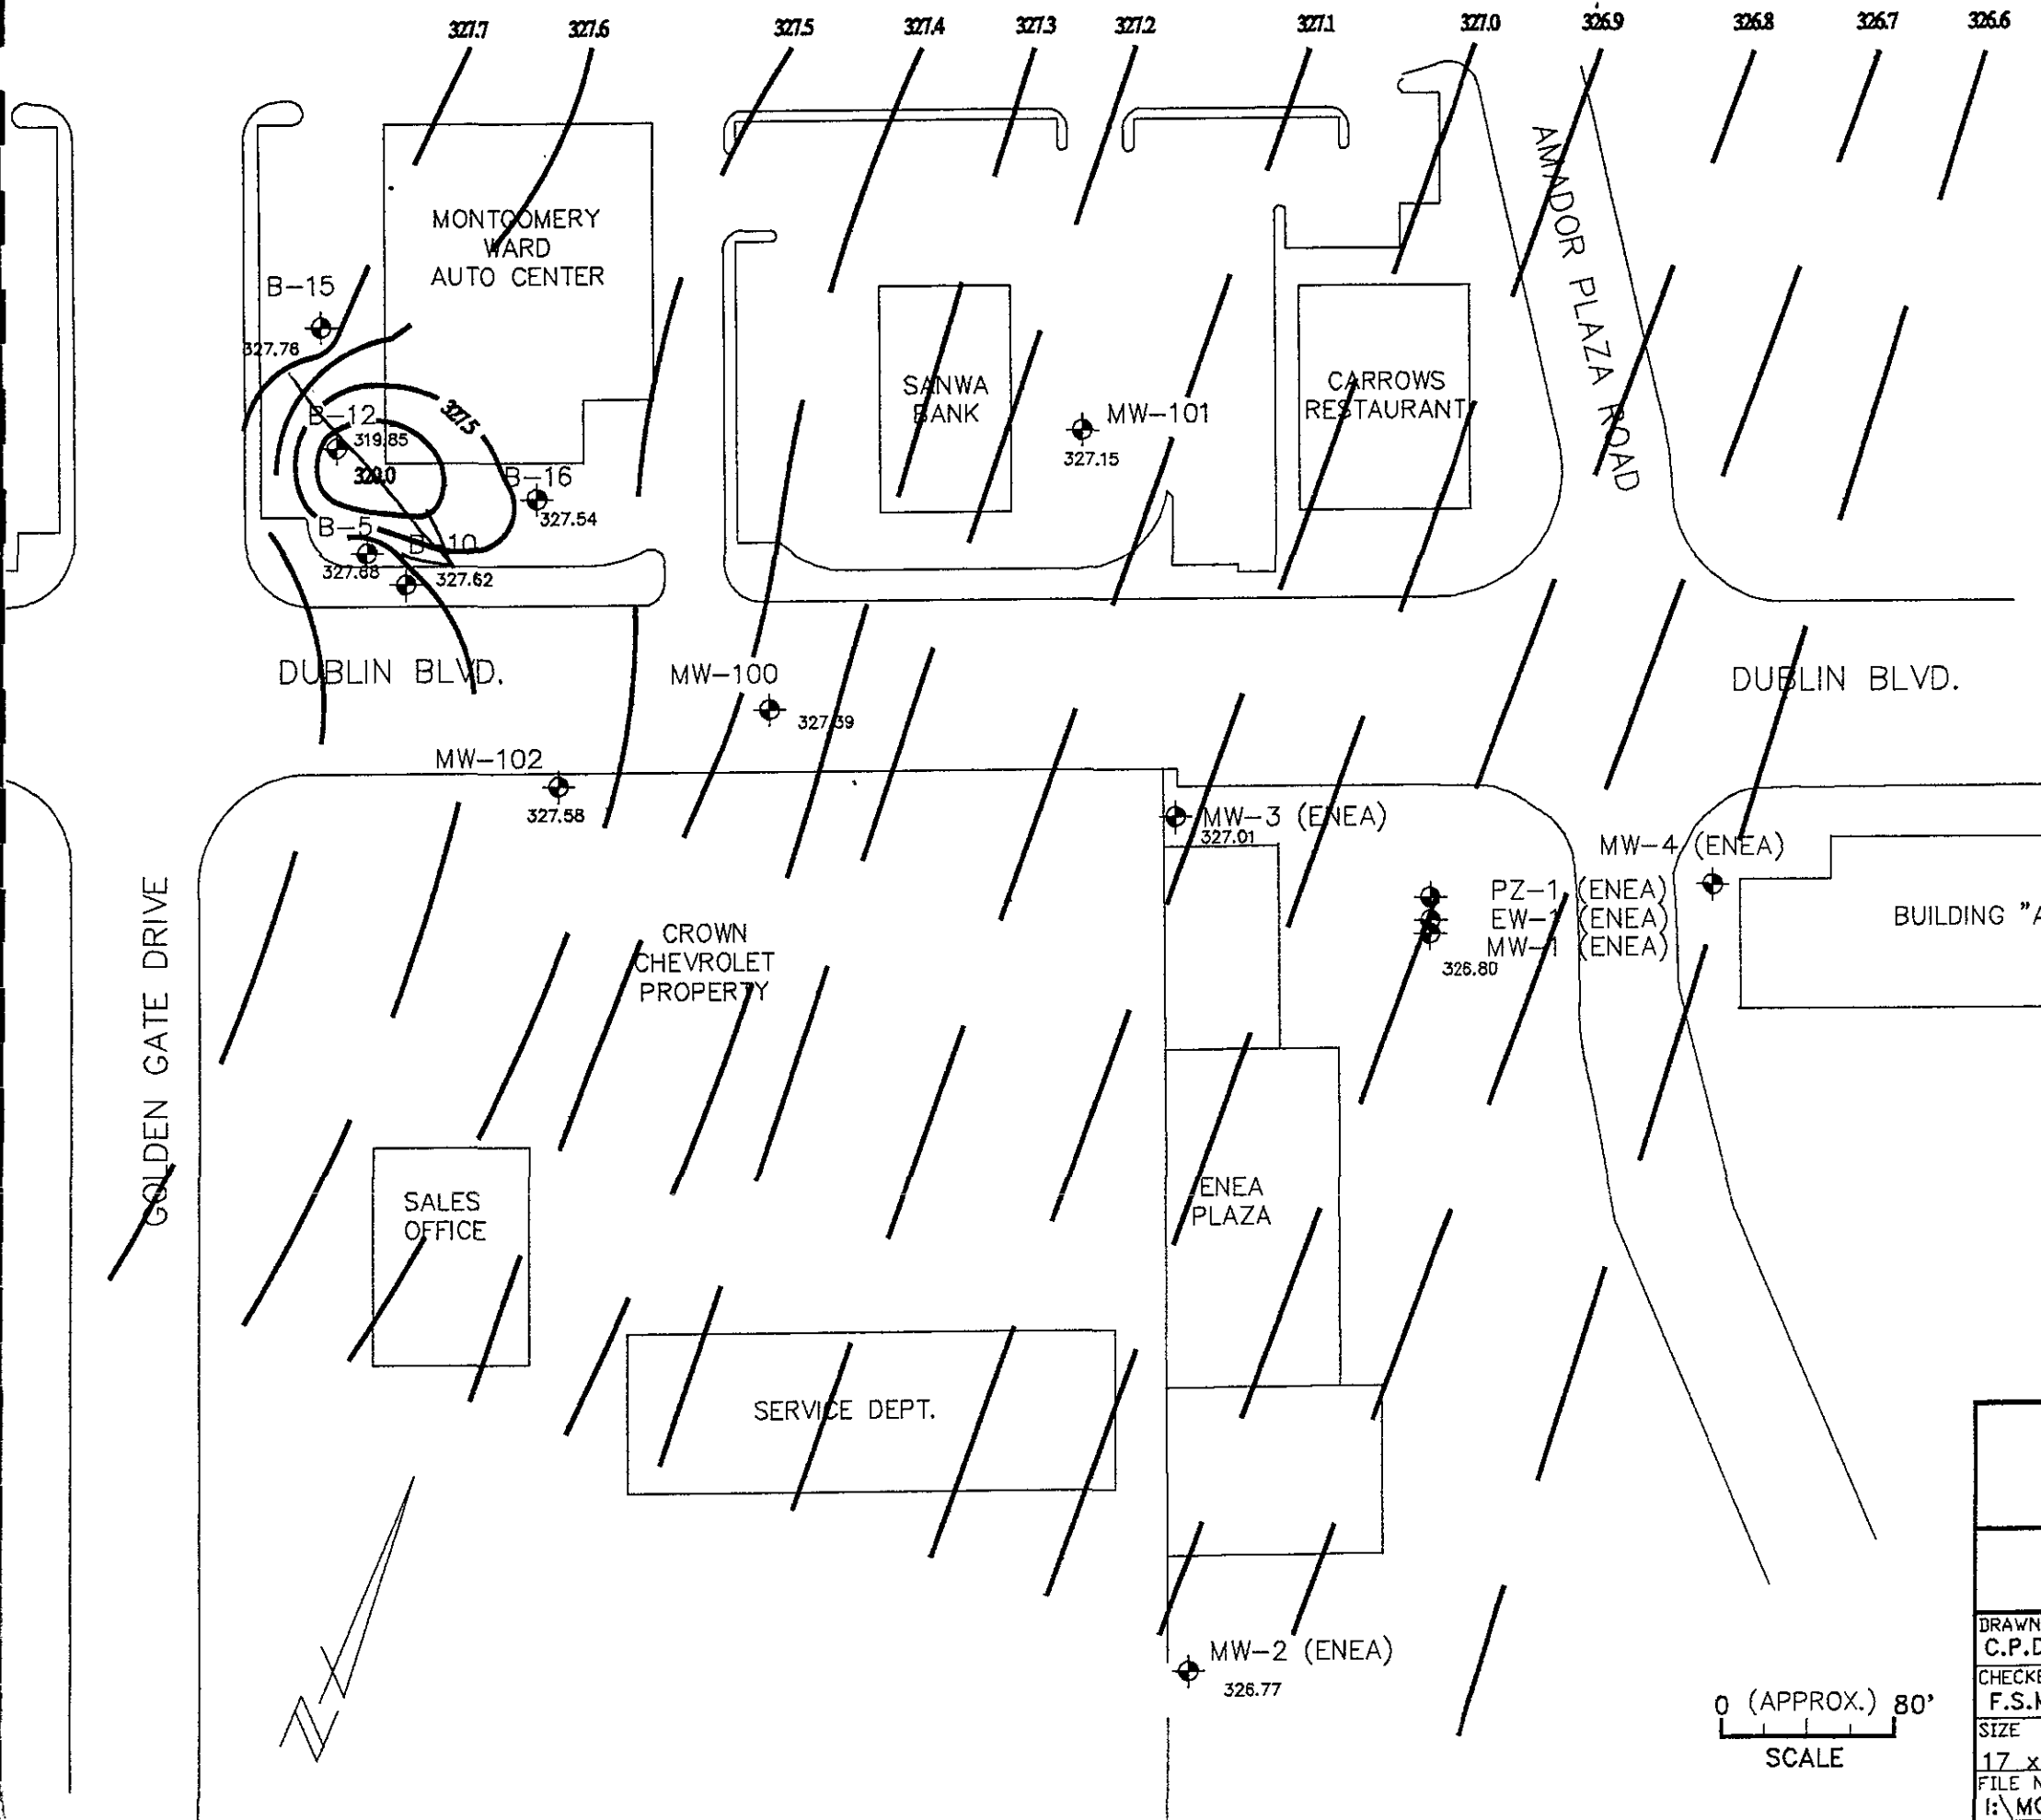 327.7 327.6 327.5 327.4 327.3 327.2 327.1 327.0 326.9 326.8 326.7 326.6
MONTGOMERY
WARD
AUTO CENTER
AMADOR PLAZA ROAD
B-15
327.76
B-12
319.85
320.0
327.5
B-16
327.54
B-5
327.68
B-10
327.62
SANWA
BANK
MW-101
327.15
CARROWS
RESTAURANT
DUBLIN BLVD.
MW-100
327.39
DUBLIN BLVD.
MW-102
327.58
MW-3 (ENEA)
327.01
MW-4 (ENEA)
PZ-1 (ENEA)
EW-1 (ENEA)
MW-1 (ENEA)
326.80
BUILDING "A
GOLDEN GATE DRIVE
CROWN
CHEVROLET
PROPERTY
SALES
OFFICE
ENEA
PLAZA
SERVICE DEPT.
MW-2 (ENEA)
326.77
N
0 (APPROX.) 80'
SCALE
DRAWN
C.P.D
CHECKE
F.S.M
SIZE
17 x
FILE N
I:\MO